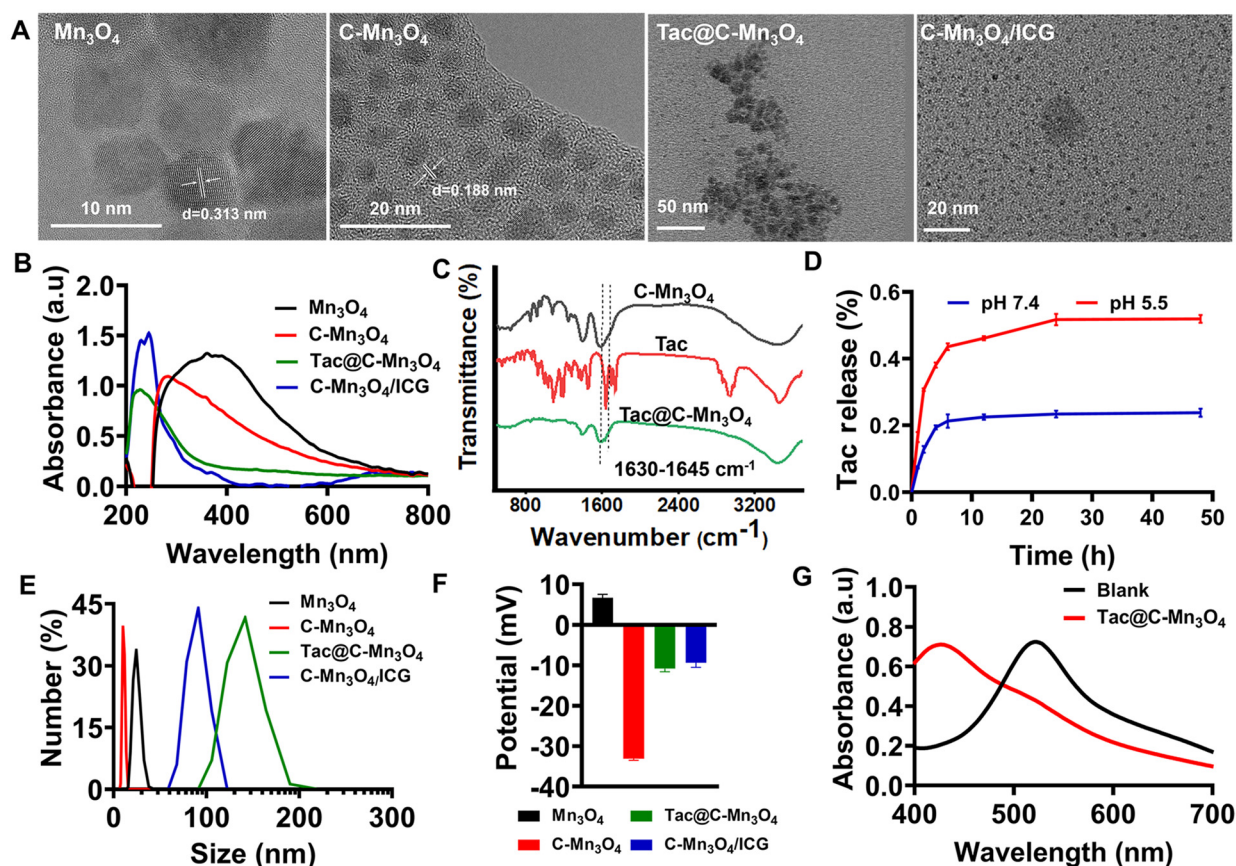 A
Mn₃O₄
C-Mn₃O₄
Tac@C-Mn₃O₄
C-Mn₃O₄/ICG
10 nm
d=0.313 nm
20 nm
d=0.188 nm
50 nm
20 nm
B
Absorbance (a.u)
2.0
1.5
1.0
0.5
0.0
200
400
600
800
Wavelength (nm)
Mn₃O₄
C-Mn₃O₄
Tac@C-Mn₃O₄
C-Mn₃O₄/ICG
C
Transmittance (%)
C-Mn₃O₄
Tac
Tac@C-Mn₃O₄
1630-1645 cm⁻¹
800
1600
2400
3200
Wavenumber (cm⁻¹)
D
Tac release (%)
0.6
0.4
0.2
0.0
pH 7.4
pH 5.5
0
10
20
30
40
50
Time (h)
E
Number (%)
45
30
15
0
0
100
200
300
Size (nm)
Mn₃O₄
C-Mn₃O₄
Tac@C-Mn₃O₄
C-Mn₃O₄/ICG
F
Potential (mV)
10
0
-10
-20
-30
-40
Mn₃O₄
Tac@C-Mn₃O₄
C-Mn₃O₄
C-Mn₃O₄/ICG
G
Absorbance (a.u)
1.0
0.8
0.6
0.4
0.2
0.0
Blank
Tac@C-Mn₃O₄
400
500
600
700
Wavelength (nm)